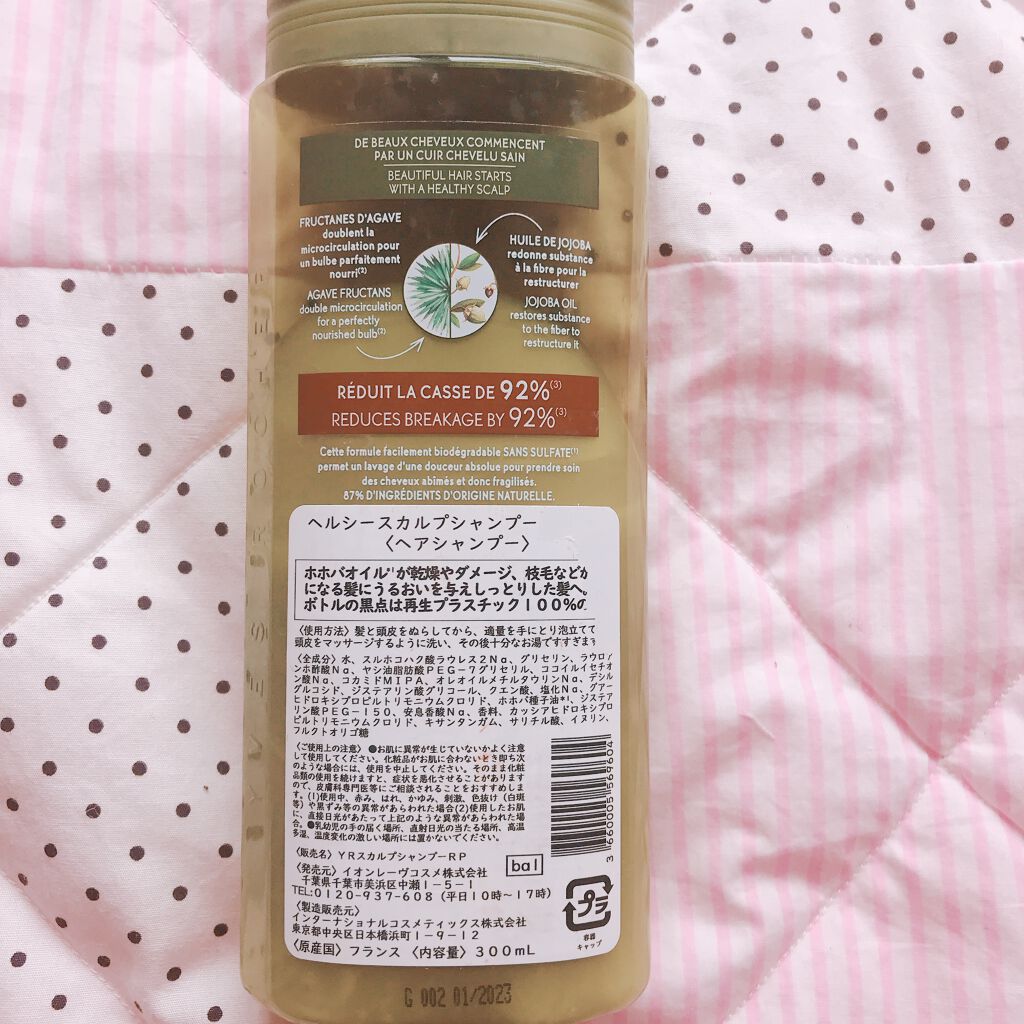 DE BEAUX CHEVEUX COMMENCENT
PAR UN CUIR CHEVELU SAIN
BEAUTIFUL HAIR STARTS
WITH A HEALTHY SCALP
FRUCTANES D'AGAVE
doublent la
microcirculation pour
un bulbe parfaitement
nourri(2)
AGAVE FRUCTANS
double microcirculation
for a perfectly
nourished bulb(2)
HUILE DE JOJOBA
redonne substance
à la fibre pour la
restructurer
JOJOBA OIL
restores substance
to the fiber to
restructure it
RÉDUIT LA CASSE DE 92%(3)
REDUCES BREAKAGE BY 92%(3)
Cette formule facilement biodégradable SANS SULFATE(1)
permet un lavage d'une douceur absolue pour prendre soin
des cheveux abîmés et donc fragilisés.
87% D'INGRÉDIENTS D'ORIGINE NATURELLE.
YVES ROCHER
ヘルシースカルプシャンプー
〈ヘアシャンプー〉
ホホバオイル*¹が乾燥やダメージ、枝毛などが
になる髪にうるおいを与えしっとりした髪へ。
ボトルの黒点は再生プラスチック100%の
〈使用方法〉髪と頭皮をぬらしてから、適量を手にとり泡立てて
頭皮をマッサージするように洗い、その後十分なお湯ですすぎます
〈全成分〉水、スルホコハク酸ラウレス2Na、グリセリン、ラウロア
ンホ酢酸Na、ヤシ油脂肪酸PEG-7グリセリル、ココイルイセチオ
ン酸Na、コカミドMIPA、オレオイルメチルタウリンNa、デシル
グルコシド、ジステアリン酸グリコール、クエン酸、塩化Na、グアー
ヒドロキシプロピルトリモニウムクロリド、ホホバ種子油*¹、ジステア
リン酸PEG-150、安息香酸Na、香料、カッシアヒドロキシプロ
ピルトリモニウムクロリド、キサンタンガム、サリチル酸、イヌリン、
フルクトオリゴ糖
〈ご使用上の注意〉●お肌に異常が生じていないかよく注意
して使用してください。化粧品がお肌に合わないとき即ち次
のような場合には、使用を中止してください。そのまま化粧
品類の使用を続けますと、症状を悪化させることがあります
ので、皮膚科専門医等にご相談されることをおすすめしま
す。(1)使用中、赤み、はれ、かゆみ、刺激、色抜け(白斑
等)や黒ずみ等の異常があらわれた場合(2)使用したお肌
に、直接日光があたって上記のような異常があらわれた場
合。●乳幼児の手の届く場所、直射日光の当たる場所、高温
多湿、温度変化の激しい場所には置かないでください。
3 660005 569604
〈販売名〉YRスカルプシャンプーRP
bal
〈発売元〉イオンレーヴコスメ株式会社
千葉県千葉市美浜区中瀬1-5-1
TEL:0120-937-608(平日10時~17時)
〈製造販売元〉
インターナショナルコスメティックス株式会社
東京都中央区日本橋浜町1-9-12
〈原産国〉フランス 〈内容量〉300mL
プラ
容器
キャップ
G 002 01/2023